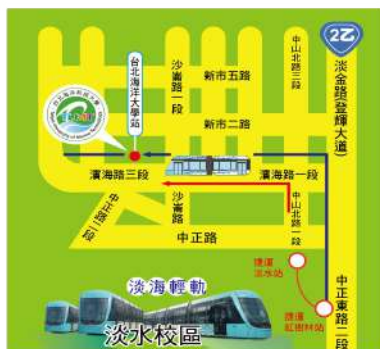 22
中山北路三段
淡金路(登輝大道)
沙崙路一段
新市五路
台北海洋大學站
新市二路
濱海路三段
濱海路一段
中正路二段
沙崙路
中山北路一段
中正路
捷運
淡水站
淡海輕軌
中正東路二段
捷運
紅樹林站
淡水校區